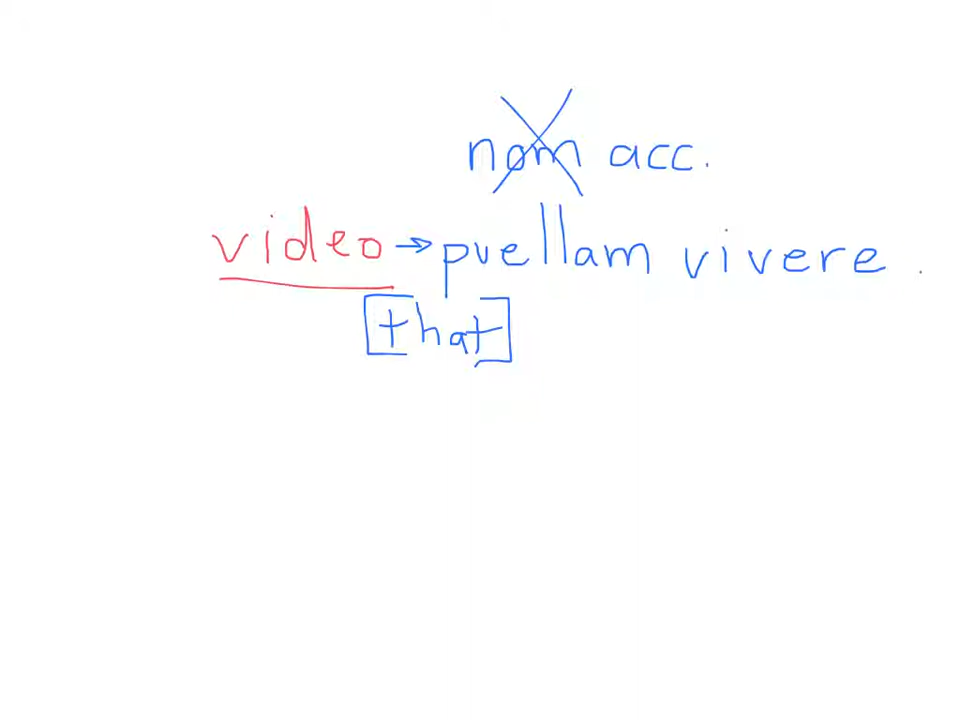 nom acc.
video → puellam vivere.
[that]